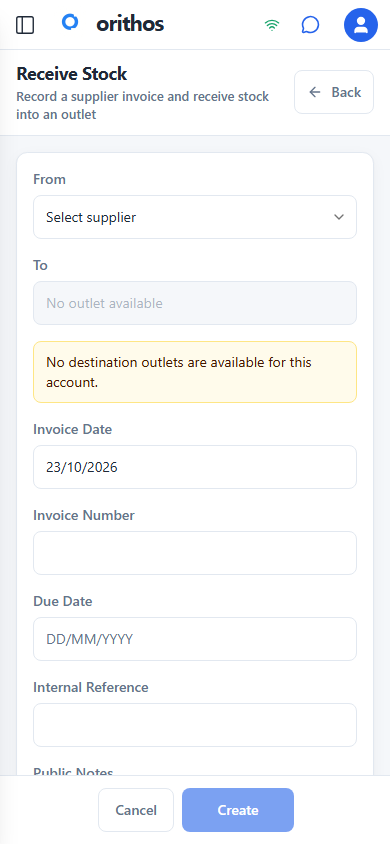 orithos
Receive Stock
Record a supplier invoice and receive stock
into an outlet
Back
From
Select supplier
To
No outlet available
No destination outlets are available for this
account.
Invoice Date
23/10/2026
Invoice Number
Due Date
DD/MM/YYYY
Internal Reference
Public Notes
Cancel
Create